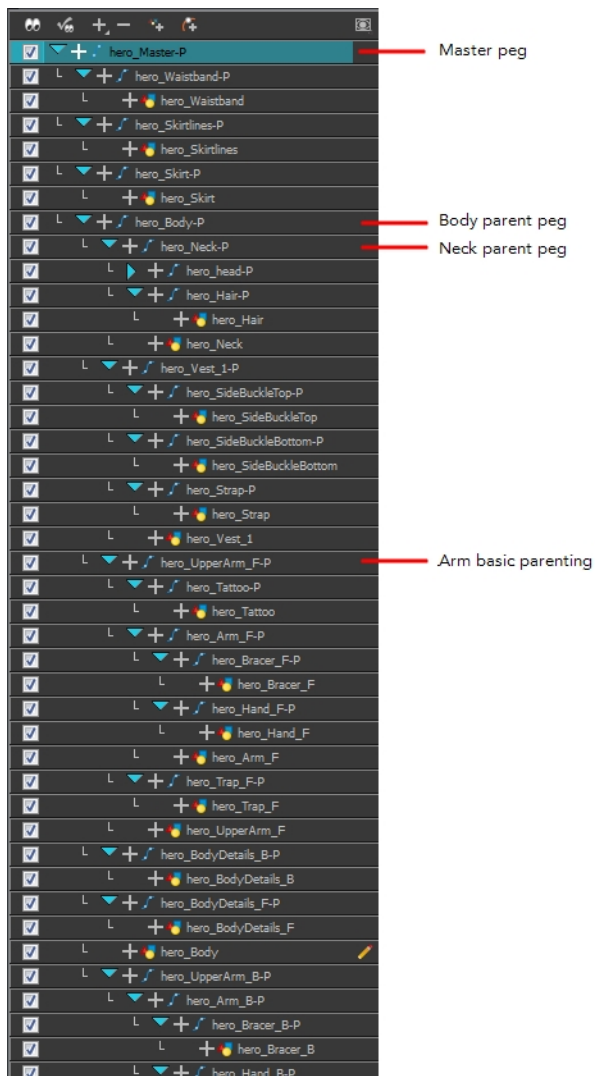 hero_Master-P Master peg
hero_Waistband-P
hero_Waistband
hero_Skirtlines-P
hero_Skirtlines
hero_Skirt-P
hero_Skirt
hero_Body-P Body parent peg
hero_Neck-P Neck parent peg
hero_head-P
hero_Hair-P
hero_Hair
hero_Neck
hero_Vest_1-P
hero_SideBuckleTop-P
hero_SideBuckleTop
hero_SideBuckleBottom-P
hero_SideBuckleBottom
hero_Strap-P
hero_Strap
hero_Vest_1
hero_UpperArm_F-P Arm basic parenting
hero_Tattoo-P
hero_Tattoo
hero_Arm_F-P
hero_Bracer_F-P
hero_Bracer_F
hero_Hand_F-P
hero_Hand_F
hero_Arm_F
hero_Trap_F-P
hero_Trap_F
hero_UpperArm_F
hero_BodyDetails_B-P
hero_BodyDetails_B
hero_BodyDetails_F-P
hero_BodyDetails_F
hero_Body
hero_UpperArm_B-P
hero_Arm_B-P
hero_Bracer_B-P
hero_Bracer_B
hero_Hand_B-P